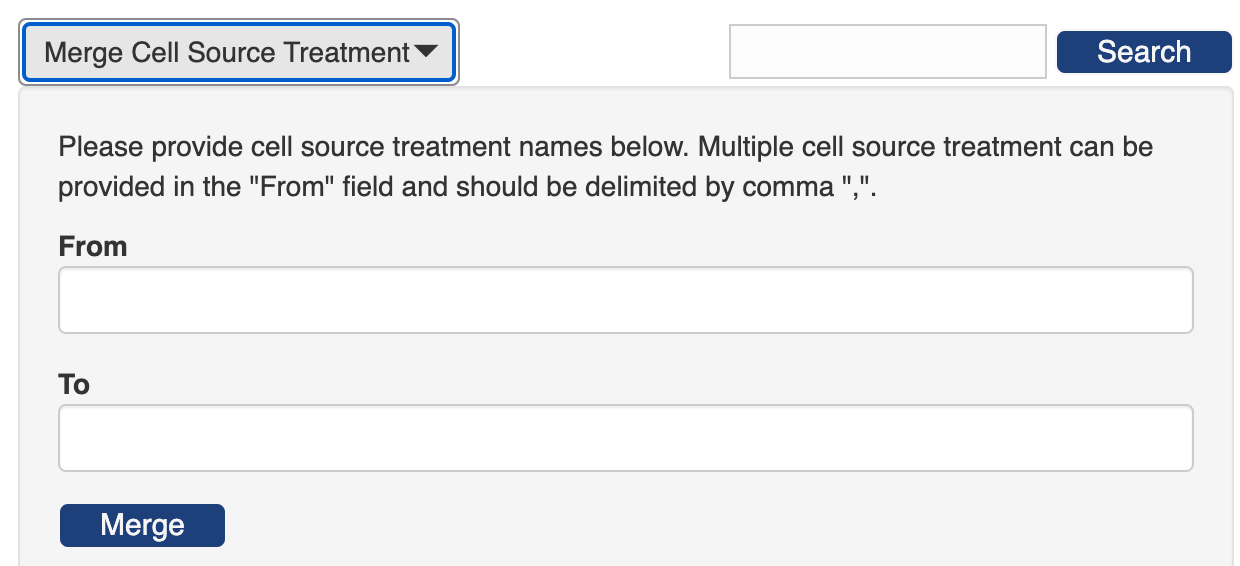 Merge Cell Source Treatment
Search
Please provide cell source treatment names below. Multiple cell source treatment can be
provided in the "From" field and should be delimited by comma ",".
From
To
Merge